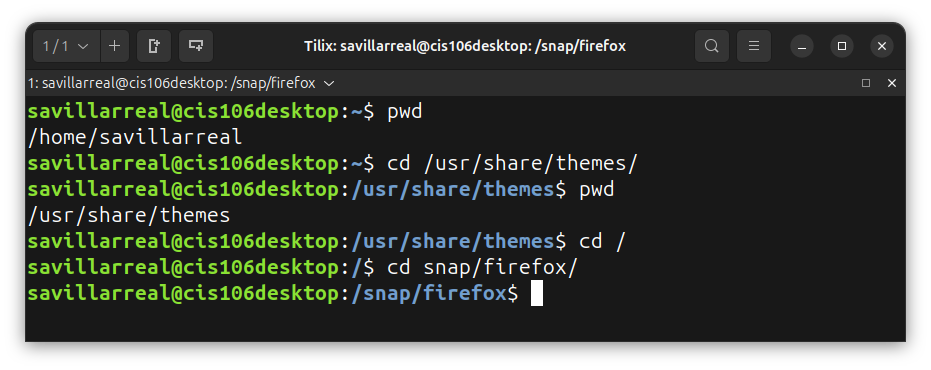 1 / 1
Tilix: savillarreal@cis106desktop: /snap/firefox
1: savillarreal@cis106desktop: /snap/firefox
savillarreal@cis106desktop:~$ pwd
/home/savillarreal
savillarreal@cis106desktop:~$ cd /usr/share/themes/
savillarreal@cis106desktop:/usr/share/themes$ pwd
/usr/share/themes
savillarreal@cis106desktop:/usr/share/themes$ cd /
savillarreal@cis106desktop:/$ cd snap/firefox/
savillarreal@cis106desktop:/snap/firefox$